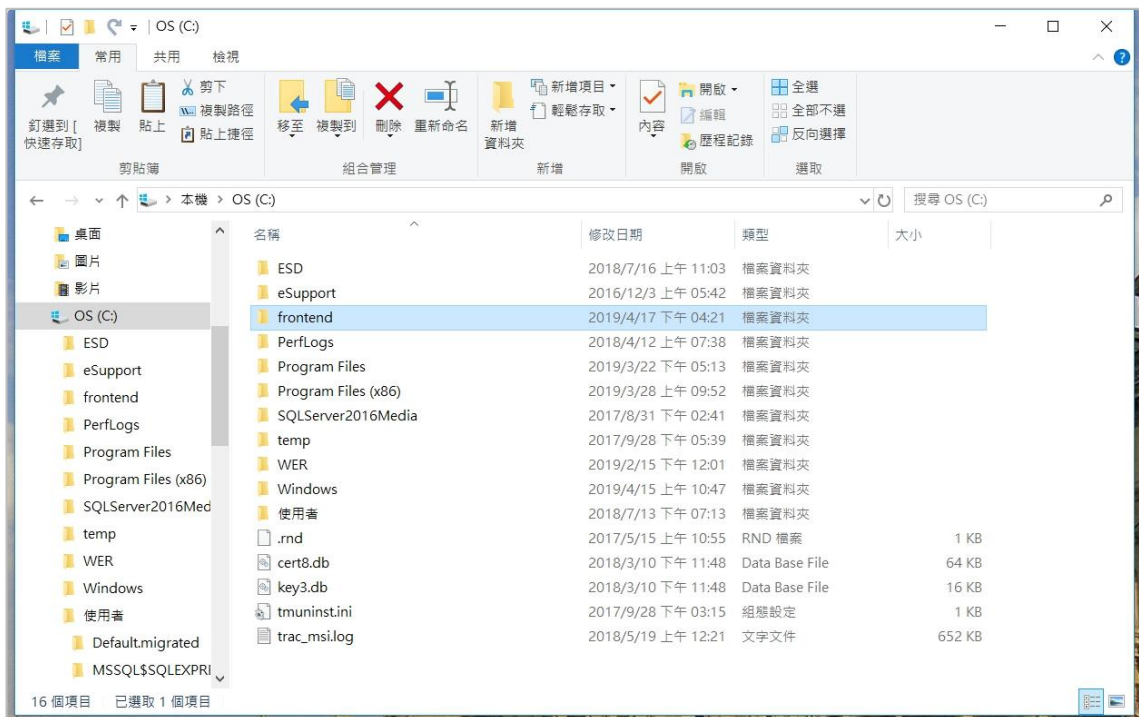 OS (C:)
檔案 常用 共用 檢視
釘選到 [快速存取] 複製 貼上 剪下 複製路徑 貼上捷徑 移至 複製到 刪除 重新命名 新增資料夾 新增項目 輕鬆存取 內容 開啟 編輯 歷程記錄 全選 全部不選 反向選擇
剪貼簿 組合管理 新增 開啟 選取
本機 > OS (C:) 搜尋 OS (C:)
桌面
圖片
影片
OS (C:)
ESD
eSupport
frontend
PerfLogs
Program Files
Program Files (x86)
SQLServer2016Med
temp
WER
Windows
使用者
Default.migrated
MSSQL$SQLEXPRI
名稱 修改日期 類型 大小
ESD 2018/7/16 上午 11:03 檔案資料夾
eSupport 2016/12/3 上午 05:42 檔案資料夾
frontend 2019/4/17 下午 04:21 檔案資料夾
PerfLogs 2018/4/12 上午 07:38 檔案資料夾
Program Files 2019/3/22 下午 05:13 檔案資料夾
Program Files (x86) 2019/3/28 上午 09:52 檔案資料夾
SQLServer2016Media 2017/8/31 下午 02:41 檔案資料夾
temp 2017/9/28 下午 05:39 檔案資料夾
WER 2019/2/15 下午 12:01 檔案資料夾
Windows 2019/4/15 上午 10:47 檔案資料夾
使用者 2018/7/13 下午 07:13 檔案資料夾
.rnd 2017/5/15 上午 10:55 RND 檔案 1 KB
cert8.db 2018/3/10 下午 11:48 Data Base File 64 KB
key3.db 2018/3/10 下午 11:48 Data Base File 16 KB
tmuninst.ini 2017/9/28 下午 03:15 組態設定 1 KB
trac_msi.log 2018/5/19 上午 12:21 文字文件 652 KB
16 個項目 已選取 1 個項目